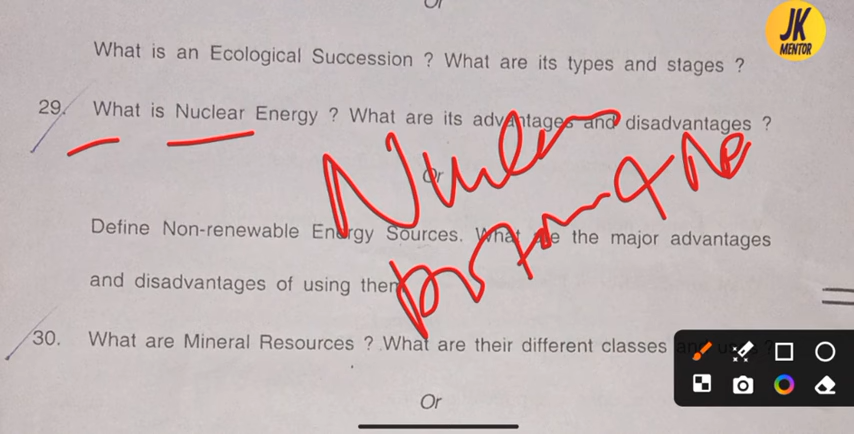 Or
JK
MENTOR
What is an Ecological Succession ? What are its types and stages ?
29. What is Nuclear Energy ? What are its advantages and disadvantages ?
Or
Define Non-renewable Energy Sources. What are the major advantages
and disadvantages of using them
30. What are Mineral Resources ? What are their different classes
Or